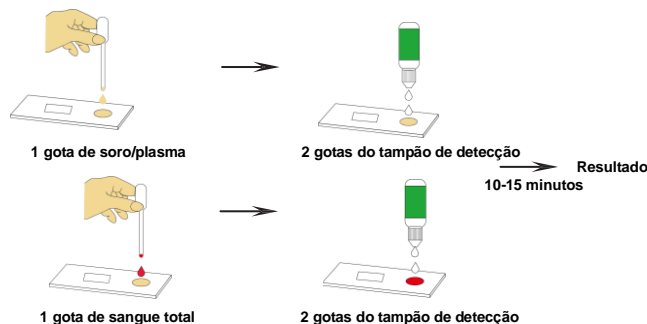 1 gota de soro/plasma
2 gotas do tampão de detecção
Resultado
10-15 minutos
1 gota de sangue total
2 gotas do tampão de detecção